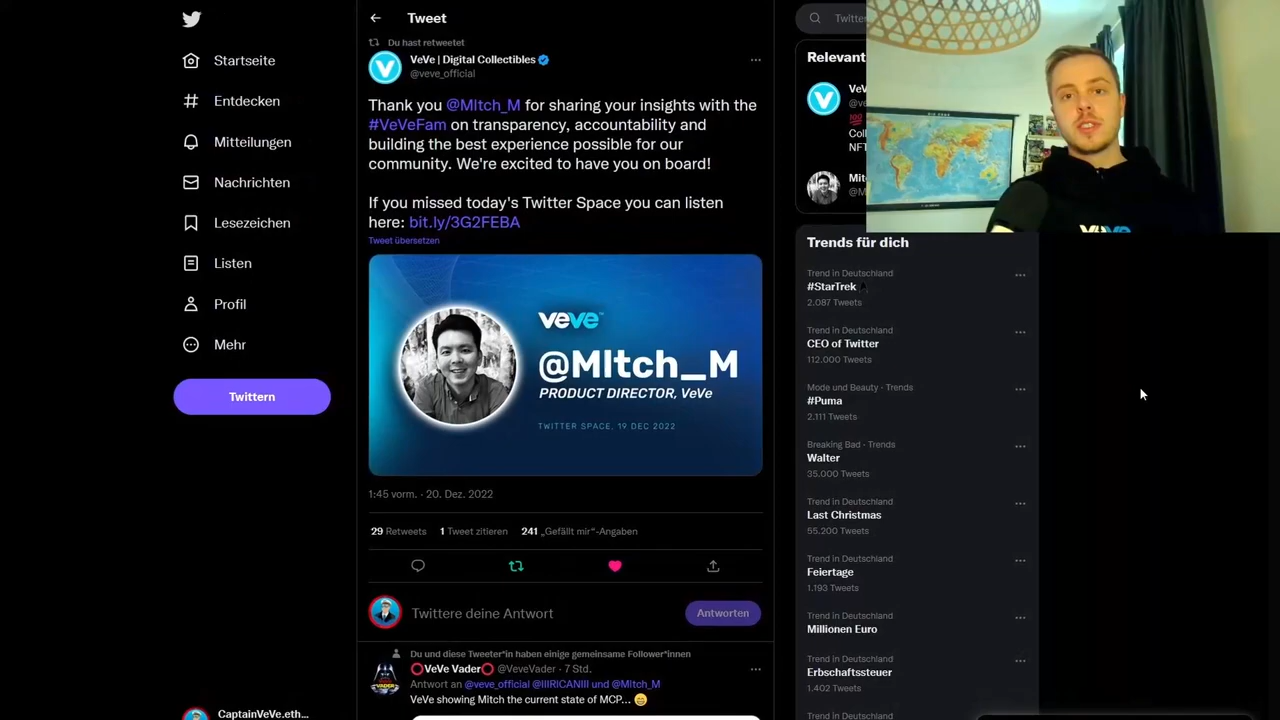 Startseite
Entdecken
Mitteilungen
Nachrichten
Lesezeichen
Listen
Profil
Mehr
Twittern
CaptainVeVe.eth...
Tweet
Du hast retweetet
VeVe | Digital Collectibles
@veve_official
Thank you @MItch_M for sharing your insights with the
#VeVeFam on transparency, accountability and
building the best experience possible for our
community. We're excited to have you on board!
If you missed today's Twitter Space you can listen
here: bit.ly/3G2FEBA
Tweet übersetzen
veve
@MItch_M
PRODUCT DIRECTOR, VeVe
TWITTER SPACE, 19 DEC 2022
1:45 vorm. · 20. Dez. 2022
29 Retweets 1 Tweet zitieren 241 „Gefällt mir“-Angaben
Twittere deine Antwort
Antworten
Du und diese Tweeter*in haben einige gemeinsame Follower*innen
VeVe Vader @VeveVader · 7 Std.
Antwort an @veve_official @IIIRICANIII und @MItch_M
VeVe showing Mitch the current state of MCP...
Trends für dich
Trend in Deutschland
#StarTrek
2.087 Tweets
Trend in Deutschland
CEO of Twitter
112.000 Tweets
Mode und Beauty · Trends
#Puma
2.111 Tweets
Breaking Bad · Trends
Walter
35.000 Tweets
Trend in Deutschland
Last Christmas
55.200 Tweets
Trend in Deutschland
Feiertage
1.193 Tweets
Trend in Deutschland
Millionen Euro
Trend in Deutschland
Erbschaftssteuer
1.402 Tweets
Trend in Deutschland